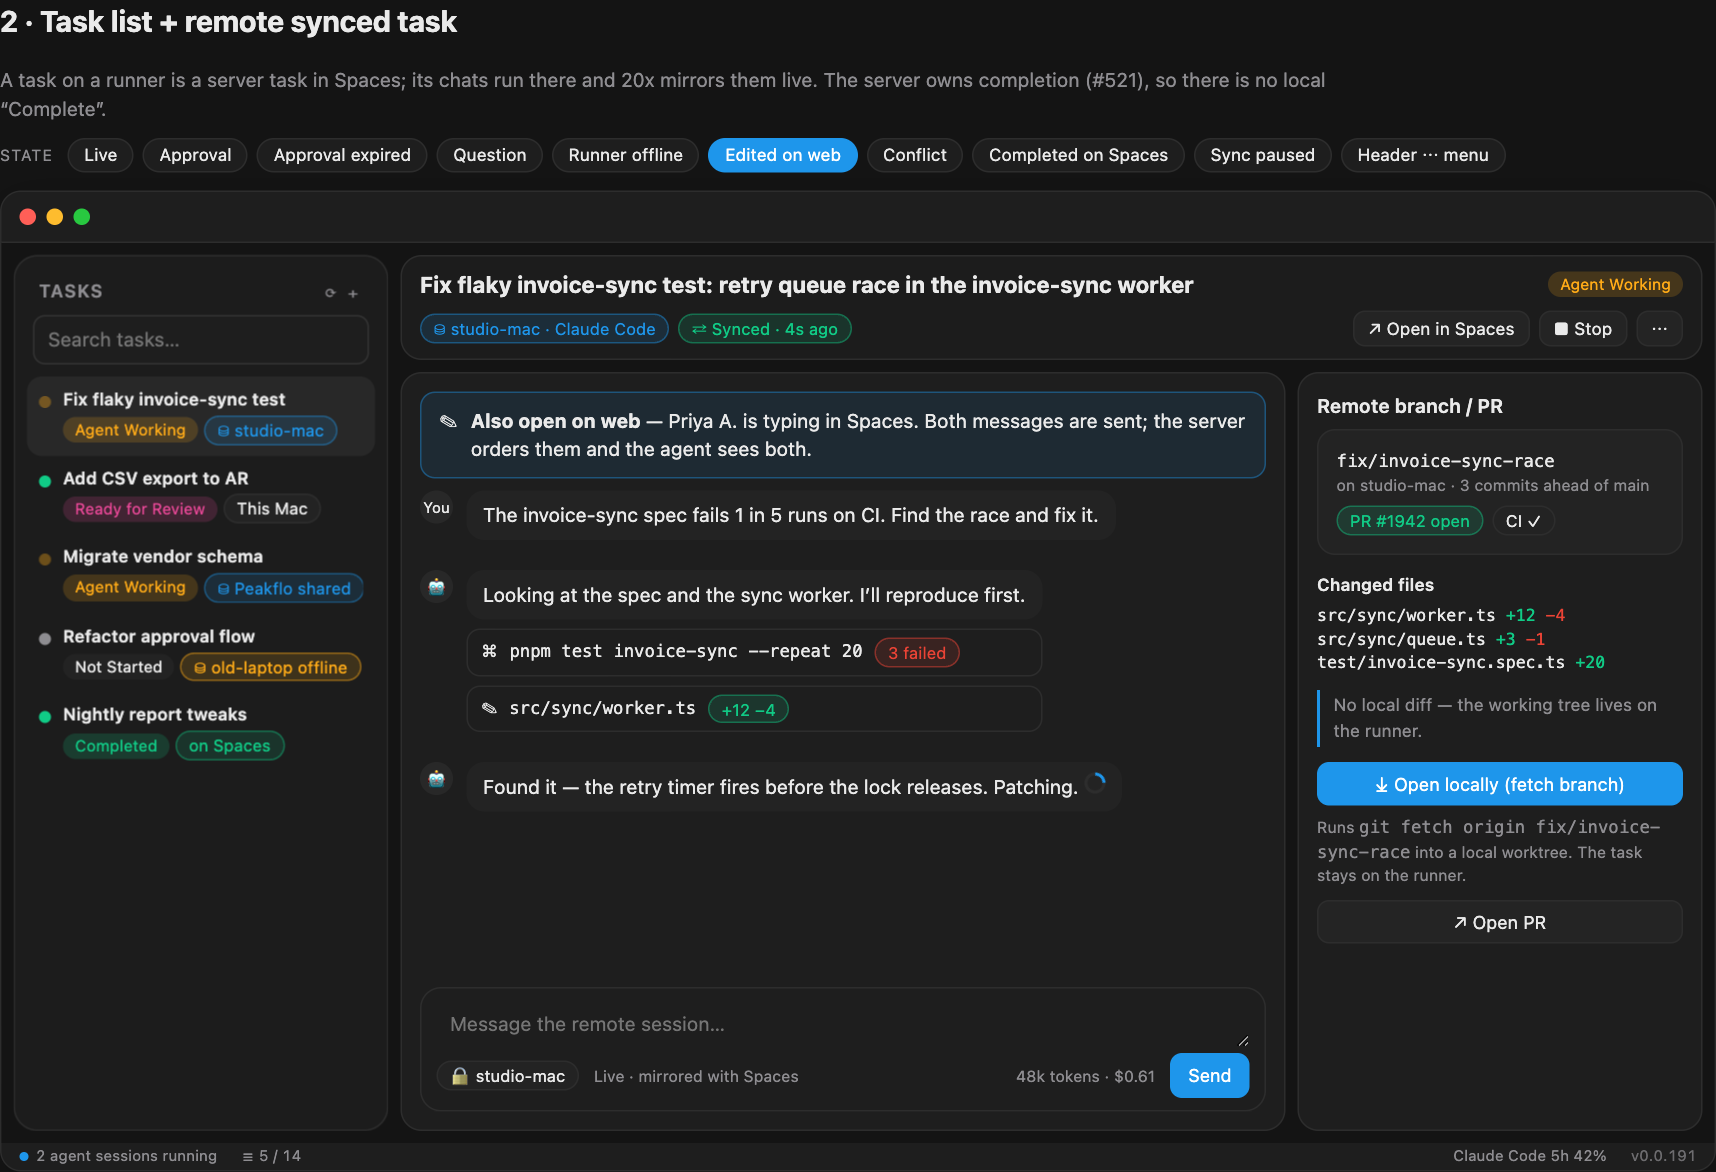 2 · Task list + remote synced task
A task on a runner is a server task in Spaces; its chats run there and 20x mirrors them live. The server owns completion (#521), so there is no local
“Complete”.
STATE Live Approval Approval expired Question Runner offline Edited on web Conflict Completed on Spaces Sync paused Header ··· menu
TASKS
Search tasks...
Fix flaky invoice-sync test
Agent Working studio-mac
Add CSV export to AR
Ready for Review This Mac
Migrate vendor schema
Agent Working Peakflo shared
Refactor approval flow
Not Started old-laptop offline
Nightly report tweaks
Completed on Spaces
Fix flaky invoice-sync test: retry queue race in the invoice-sync worker
Agent Working
studio-mac · Claude Code ⇄ Synced · 4s ago
↗ Open in Spaces Stop ···
✎ Also open on web — Priya A. is typing in Spaces. Both messages are sent; the server
orders them and the agent sees both.
You
The invoice-sync spec fails 1 in 5 runs on CI. Find the race and fix it.
Looking at the spec and the sync worker. I’ll reproduce first.
⌘ pnpm test invoice-sync --repeat 20 3 failed
✎ src/sync/worker.ts +12 −4
Found it — the retry timer fires before the lock releases. Patching.
Message the remote session...
studio-mac Live · mirrored with Spaces 48k tokens · $0.61 Send
Remote branch / PR
fix/invoice-sync-race
on studio-mac · 3 commits ahead of main
PR #1942 open CI ✓
Changed files
src/sync/worker.ts +12 −4
src/sync/queue.ts +3 −1
test/invoice-sync.spec.ts +20
No local diff — the working tree lives on
the runner.
↓ Open locally (fetch branch)
Runs git fetch origin fix/invoice-
sync-race into a local worktree. The task
stays on the runner.
↗ Open PR
2 agent sessions running ≡ 5 / 14
Claude Code 5h 42% v0.0.191